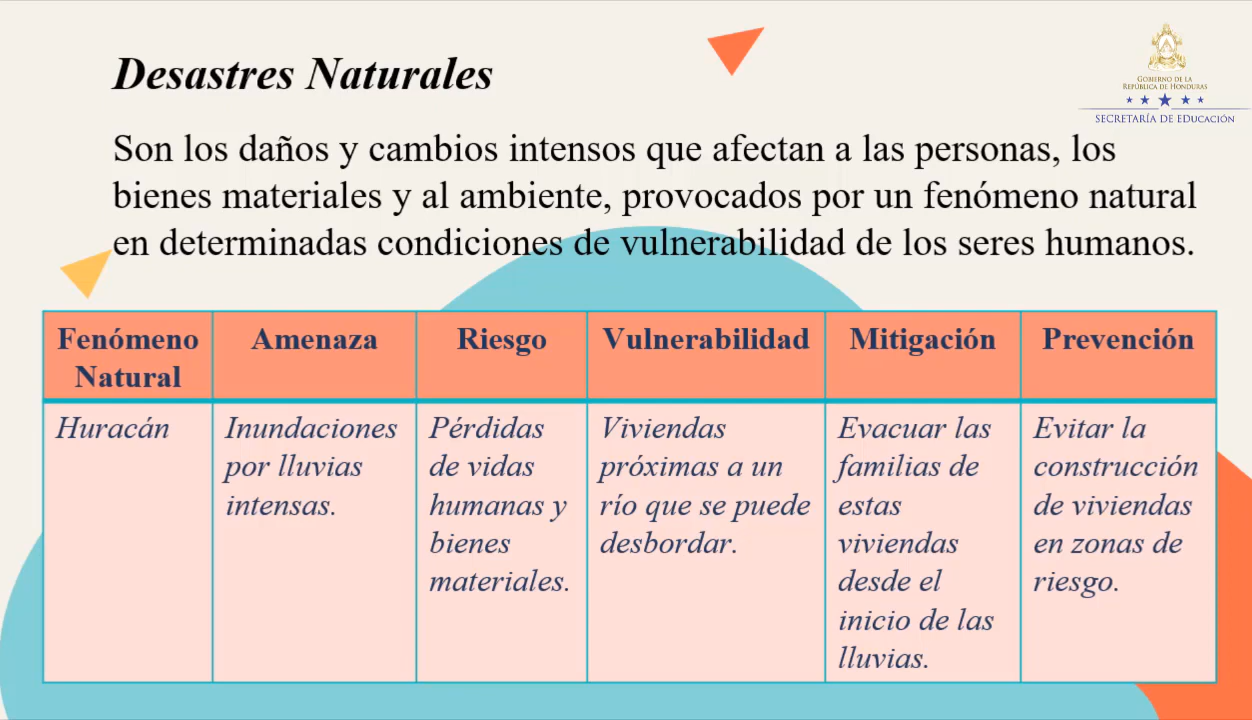 Desastres Naturales
GOBIERNO DE LA
REPÚBLICA DE HONDURAS
SECRETARÍA DE EDUCACIÓN
Son los daños y cambios intensos que afectan a las personas, los
bienes materiales y al ambiente, provocados por un fenómeno natural
en determinadas condiciones de vulnerabilidad de los seres humanos.
Fenómeno
Natural
Amenaza
Riesgo
Vulnerabilidad
Mitigación
Prevención
Huracán
Inundaciones
por lluvias
intensas.
Pérdidas
de vidas
humanas y
bienes
materiales.
Viviendas
próximas a un
río que se puede
desbordar.
Evacuar las
familias de
estas
viviendas
desde el
inicio de las
lluvias.
Evitar la
construcción
de viviendas
en zonas de
riesgo.